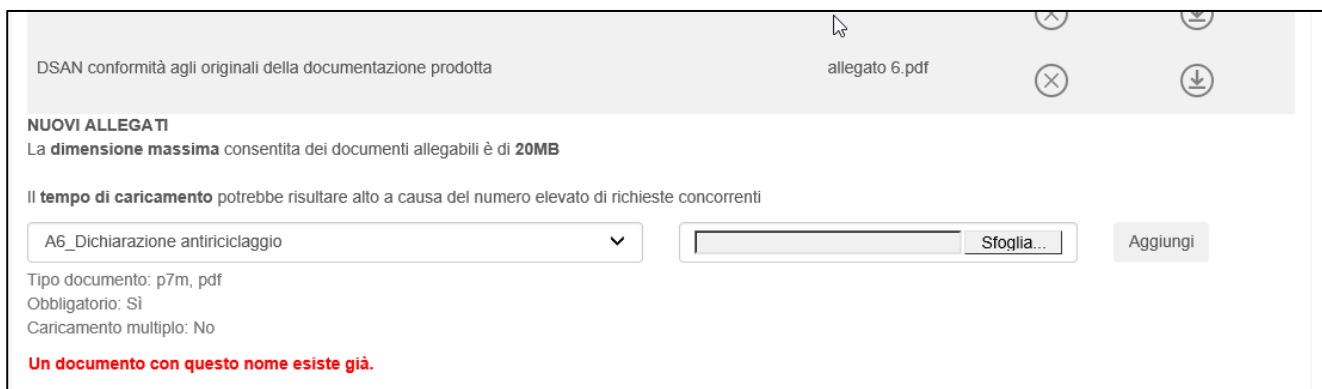 DSAN conformità agli originali della documentazione prodotta allegato 6.pdf
NUOVI ALLEGATI
La dimensione massima consentita dei documenti allegabili è di 20MB
Il tempo di caricamento potrebbe risultare alto a causa del numero elevato di richieste concorrenti
A6_Dichiarazione antiriciclaggio Sfoglia... Aggiungi
Tipo documento: p7m, pdf
Obbligatorio: Sì
Caricamento multiplo: No
Un documento con questo nome esiste già.